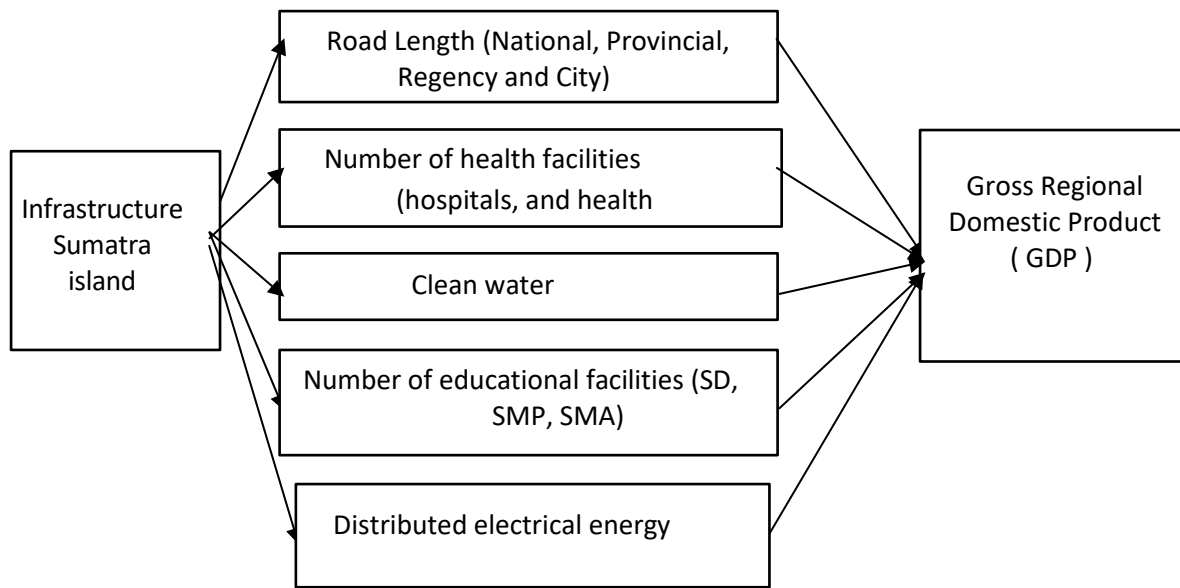 Infrastructure
Sumatra
island
Road Length (National, Provincial,
Regency and City)
Number of health facilities
(hospitals, and health
Clean water
Number of educational facilities (SD,
SMP, SMA)
Distributed electrical energy
Gross Regional
Domestic Product
( GDP )